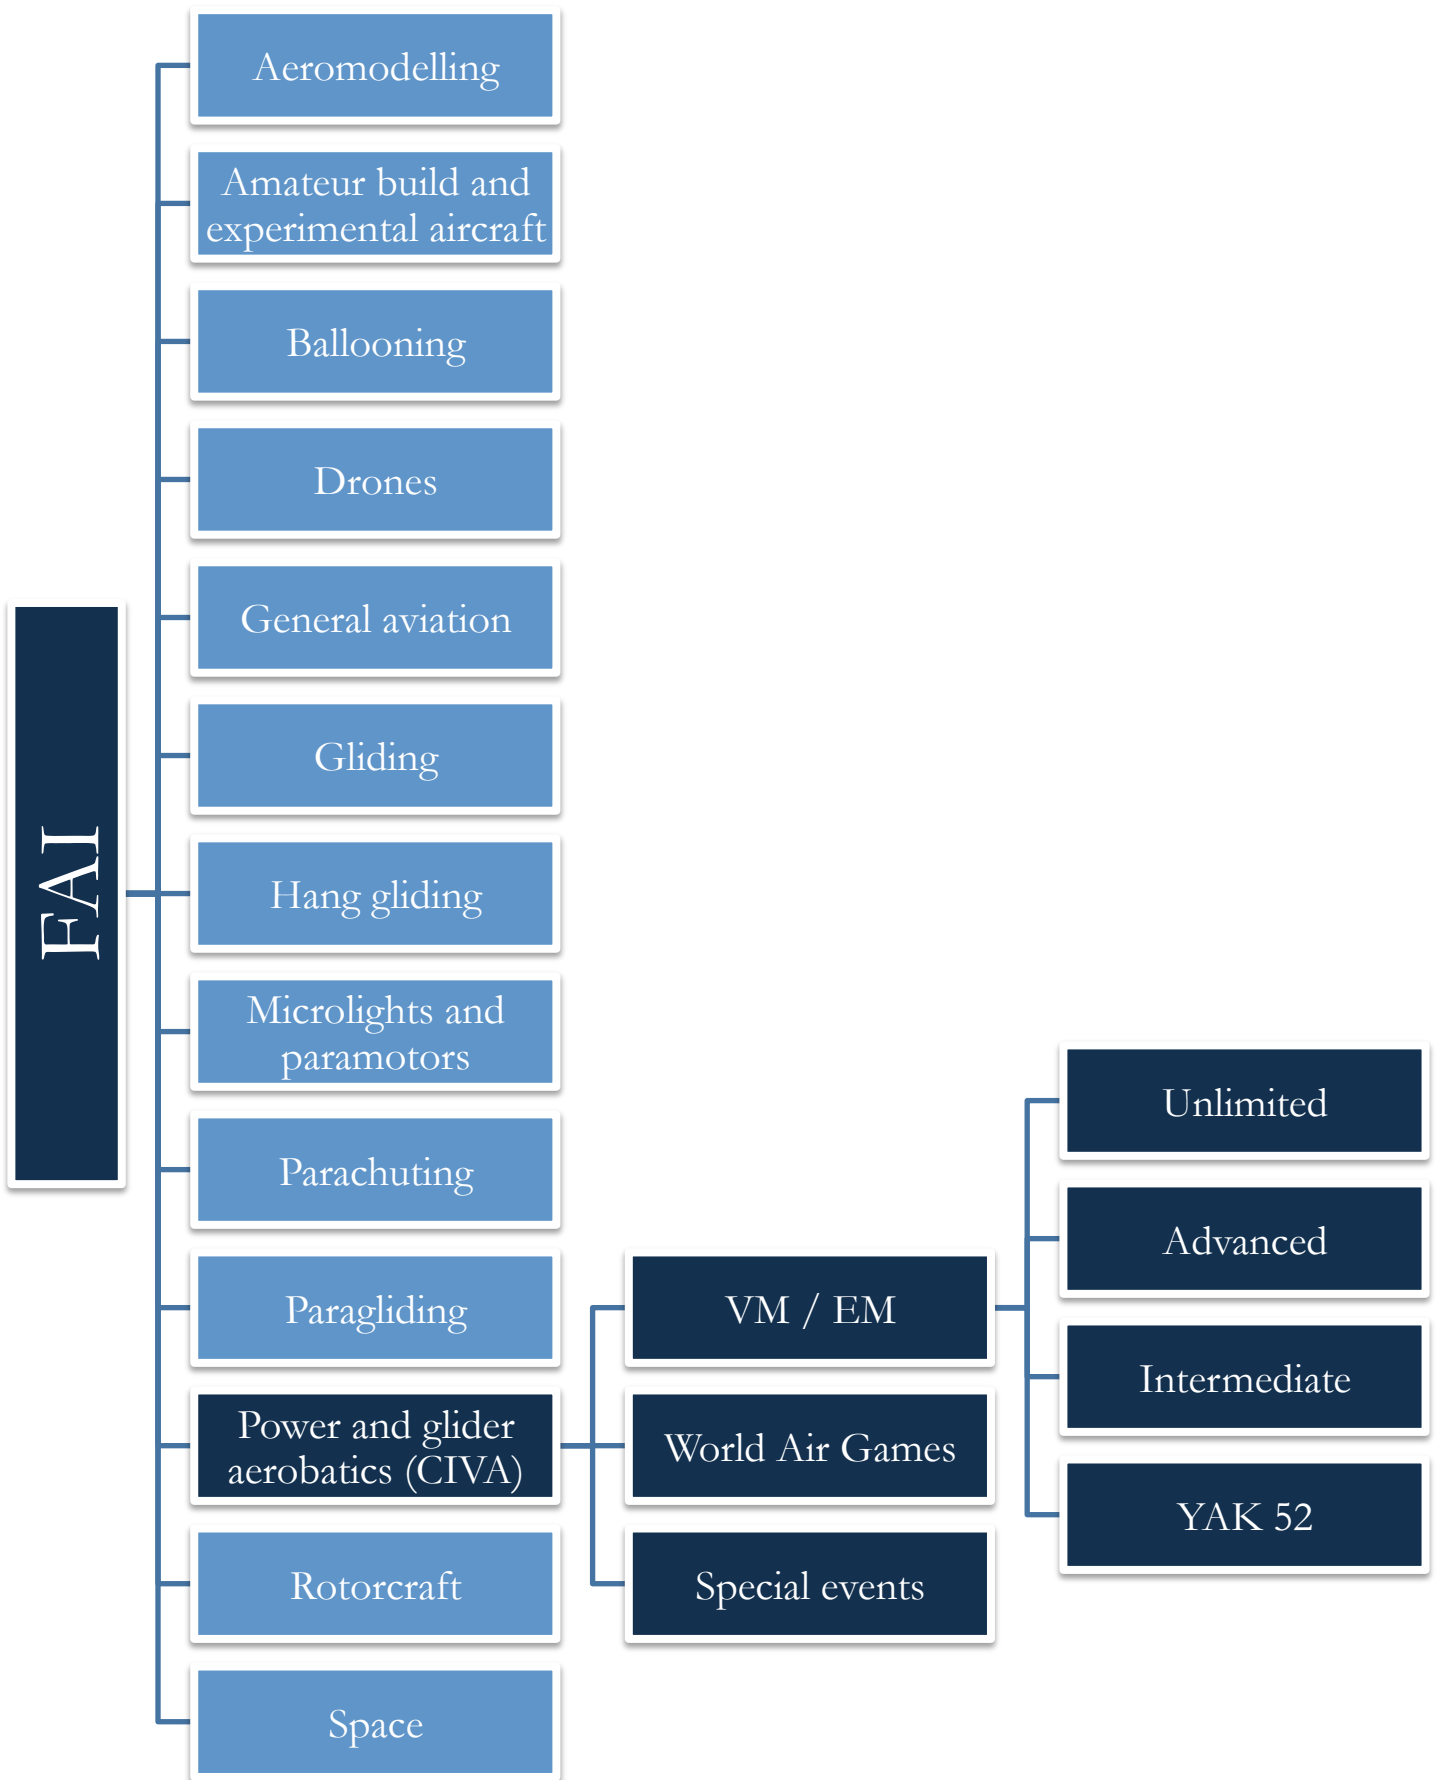 FAI
Aeromodelling
Amateur build and
experimental aircraft
Ballooning
Drones
General aviation
Gliding
Hang gliding
Microlights and
paramotors
Parachuting
Paragliding
Power and glider
aerobatics (CIVA)
Rotorcraft
Space
VM / EM
World Air Games
Special events
Unlimited
Advanced
Intermediate
YAK 52